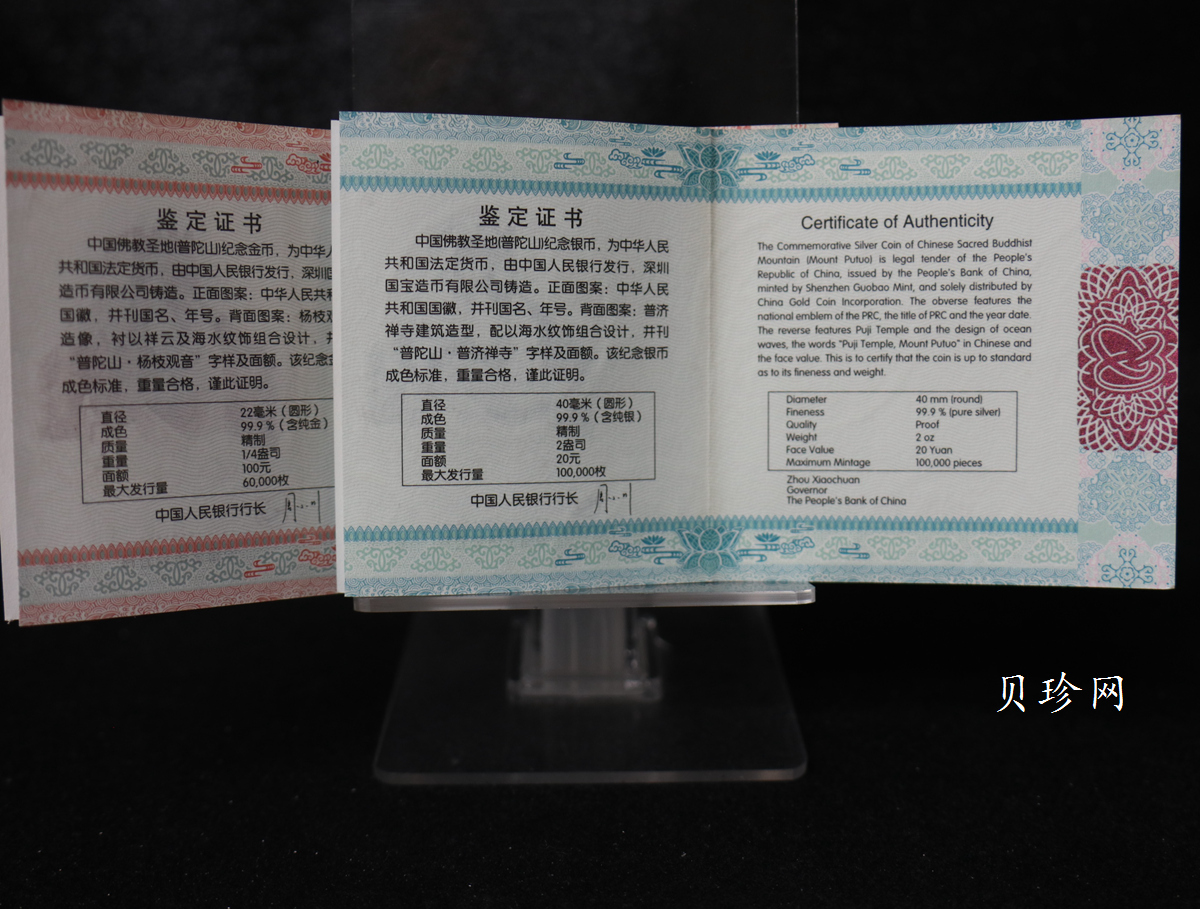 鉴定证书
中国佛教圣地(普陀山)纪念金币，为中华人
共和国法定货币，由中国人民银行发行，深圳国
造币有限公司铸造。正面图案：中华人民共和
国徽，并刊国名、年号。背面图案：杨枝观
造像，衬以祥云及海水纹饰组合设计，并
“普陀山·杨枝观音”字样及面额。该纪念金
成色标准，重量合格，谨此证明。
直径 22毫米（圆形）
成色 99.9％（含纯金）
质量 精制
重量 1/4盎司
面额 100元
最大发行量 60,000枚
中国人民银行行长
鉴定证书
中国佛教圣地(普陀山)纪念银币，为中华人民
共和国法定货币，由中国人民银行发行，深圳
国宝造币有限公司铸造。正面图案：中华人民
共和国国徽，并刊国名、年号。背面图案：普济
禅寺建筑造型，配以海水纹饰组合设计，并刊
“普陀山·普济禅寺”字样及面额。该纪念银币
成色标准，重量合格，谨此证明。
直径 40毫米（圆形）
成色 99.9％（含纯银）
质量 精制
重量 2盎司
面额 20元
最大发行量 100,000枚
中国人民银行行长
Certificate of Authenticity
The Commemorative Silver Coin of Chinese Sacred Buddhist
Mountain (Mount Putuo) is legal tender of the People's
Republic of China, issued by the People's Bank of China,
minted by Shenzhen Guobao Mint, and solely distributed by
China Gold Coin Incorporation. The obverse features the
national emblem of the PRC, the title of PRC and the year date.
The reverse features Puji Temple and the design of ocean
waves, the words "Puji Temple, Mount Putuo" in Chinese and
the face value. This is to certify that the coin is up to standard
as to its fineness and weight.
Diameter 40 mm (round)
Fineness 99.9 % (pure silver)
Quality Proof
Weight 2 oz
Face Value 20 Yuan
Maximum Mintage 100,000 pieces
Zhou Xiaochuan
Governor
The People's Bank of China
贝珍网